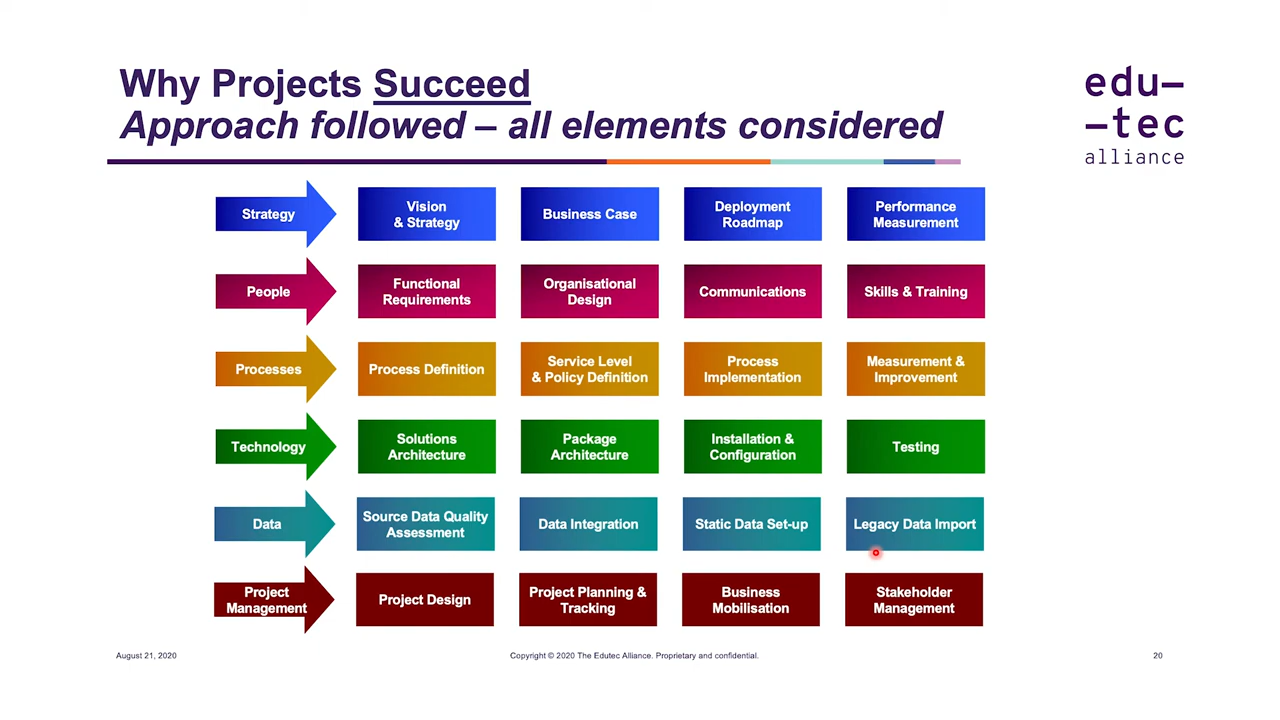 Why Projects Succeed
Approach followed – all elements considered
edu–
–tec
alliance
Strategy
Vision
& Strategy
Business Case
Deployment
Roadmap
Performance
Measurement
People
Functional
Requirements
Organisational
Design
Communications
Skills & Training
Processes
Process Definition
Service Level
& Policy Definition
Process
Implementation
Measurement &
Improvement
Technology
Solutions
Architecture
Package
Architecture
Installation &
Configuration
Testing
Data
Source Data Quality
Assessment
Data Integration
Static Data Set-up
Legacy Data Import
Project
Management
Project Design
Project Planning &
Tracking
Business
Mobilisation
Stakeholder
Management
August 21, 2020
Copyright © 2020 The Edutec Alliance. Proprietary and confidential.
20